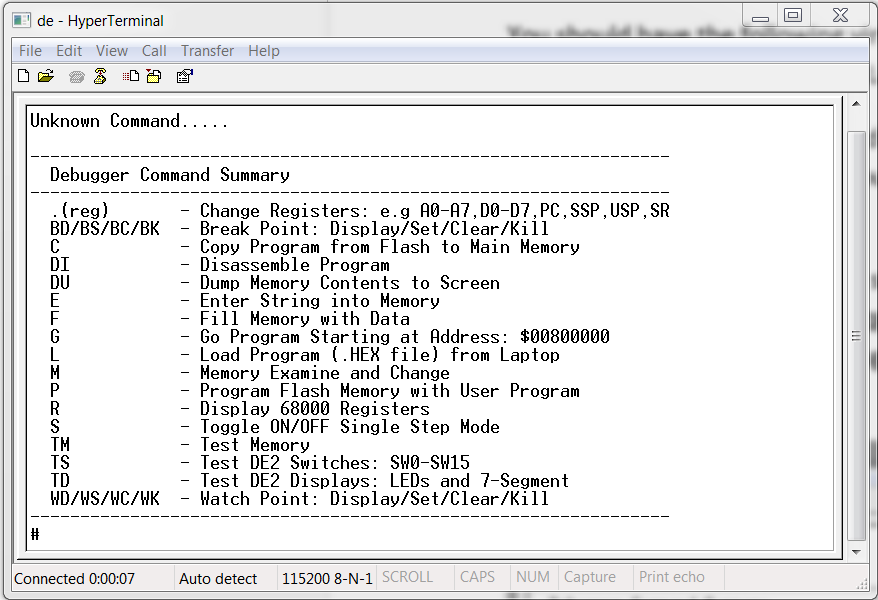 de - HyperTerminal
File Edit View Call Transfer Help
Unknown Command.....
----------------------------------------------------------------
Debugger Command Summary
----------------------------------------------------------------
.(reg) - Change Registers: e.g A0-A7,D0-D7,PC,SSP,USP,SR
BD/BS/BC/BK - Break Point: Display/Set/Clear/Kill
C - Copy Program from Flash to Main Memory
DI - Disassemble Program
DU - Dump Memory Contents to Screen
E - Enter String into Memory
F - Fill Memory with Data
G - Go Program Starting at Address: $00800000
L - Load Program (.HEX file) from Laptop
M - Memory Examine and Change
P - Program Flash Memory with User Program
R - Display 68000 Registers
S - Toggle ON/OFF Single Step Mode
TM - Test Memory
TS - Test DE2 Switches: SW0-SW15
TD - Test DE2 Displays: LEDs and 7-Segment
WD/WS/WC/WK - Watch Point: Display/Set/Clear/Kill
----------------------------------------------------------------
#
Connected 0:00:07 Auto detect 115200 8-N-1 SCROLL CAPS NUM Capture Print echo